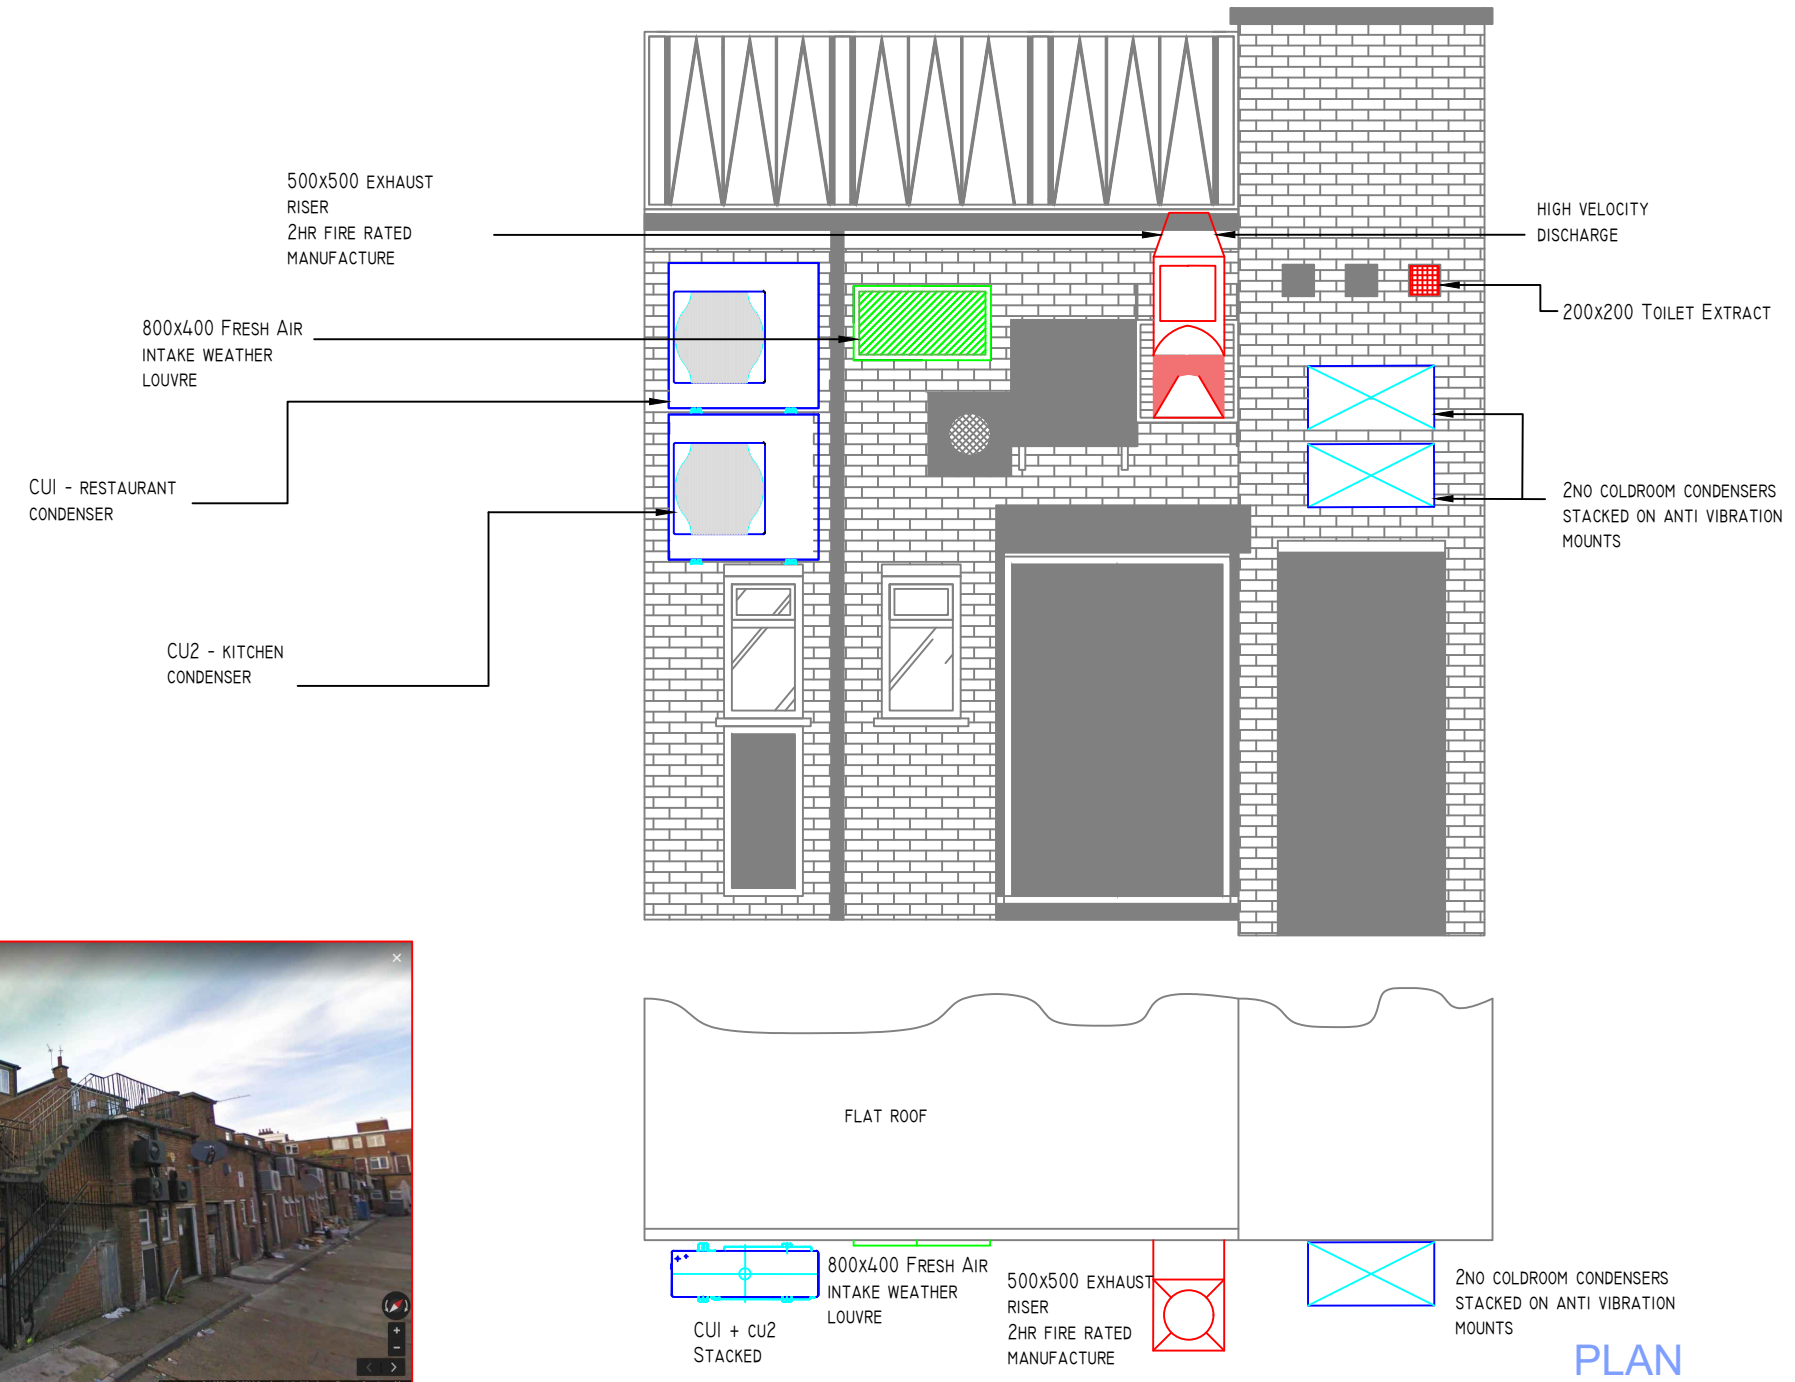 500x500 EXHAUST
RISER
2HR FIRE RATED
MANUFACTURE
HIGH VELOCITY
DISCHARGE
800x400 FRESH AIR
INTAKE WEATHER
LOUVRE
200x200 TOILET EXTRACT
CU1 - RESTAURANT
CONDENSER
2NO COLDROOM CONDENSERS
STACKED ON ANTI VIBRATION
MOUNTS
CU2 - KITCHEN
CONDENSER
FLAT ROOF
800x400 FRESH AIR
INTAKE WEATHER
LOUVRE
500x500 EXHAUST
RISER
2HR FIRE RATED
MANUFACTURE
2NO COLDROOM CONDENSERS
STACKED ON ANTI VIBRATION
MOUNTS
CU1 + CU2
STACKED
PLAN